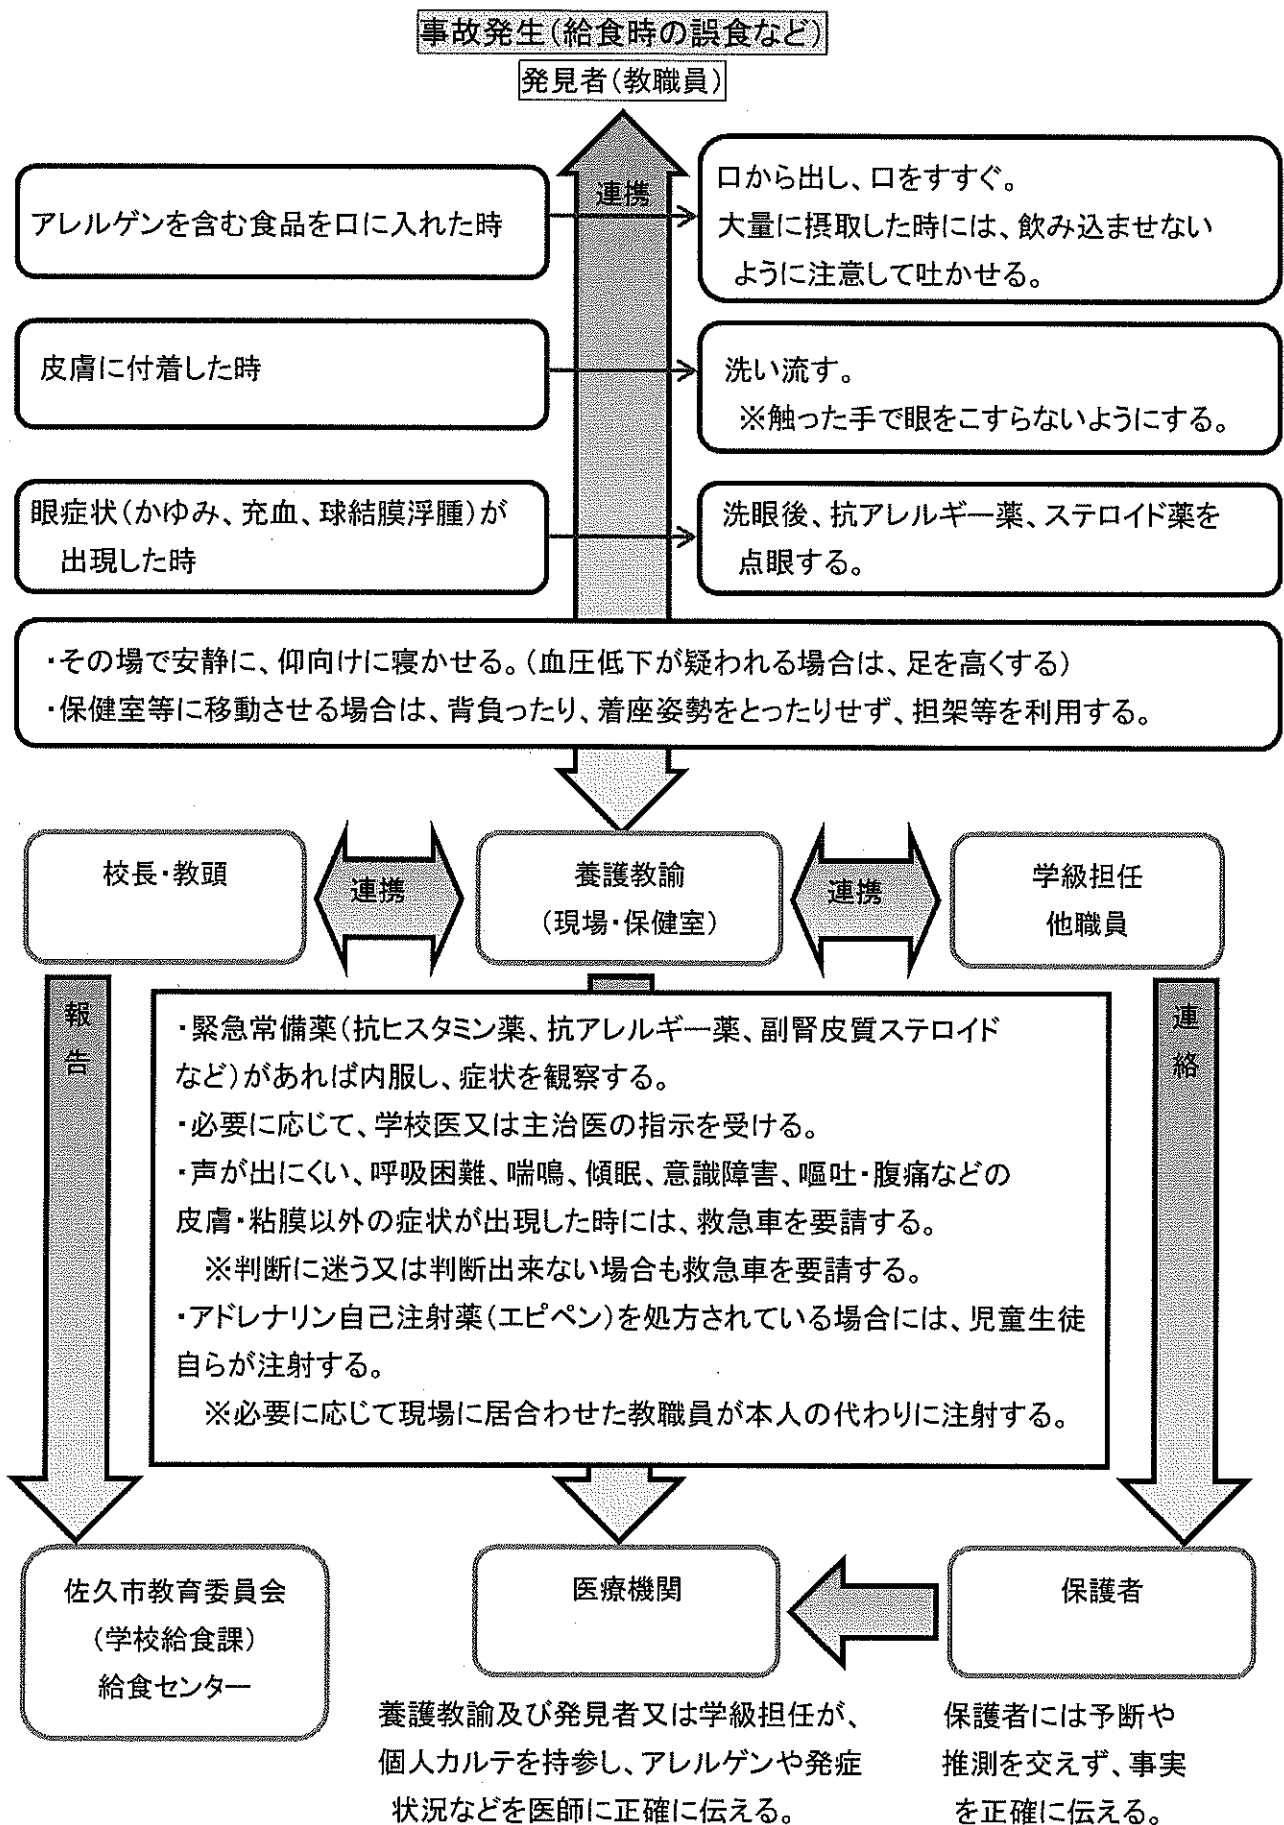 事故発生(給食時の誤食など)
発見者(教職員)
連携
アレルゲンを含む食品を口に入れた時
口から出し、口をすすぐ。
大量に摂取した時には、飲み込ませない
ように注意して吐かせる。
皮膚に付着した時
洗い流す。
※触った手で眼をこすらないようにする。
眼症状(かゆみ、充血、球結膜浮腫)が
出現した時
洗眼後、抗アレルギー薬、ステロイド薬を
点眼する。
・その場で安静に、仰向けに寝かせる。(血圧低下が疑われる場合は、足を高くする)
・保健室等に移動させる場合は、背負ったり、着座姿勢をとったりせず、担架等を利用する。
校長・教頭
連携
養護教諭
(現場・保健室)
連携
学級担任
他職員
報告
・緊急常備薬(抗ヒスタミン薬、抗アレルギー薬、副腎皮質ステロイド
など)があれば内服し、症状を観察する。
・必要に応じて、学校医又は主治医の指示を受ける。
・声が出にくい、呼吸困難、喘鳴、傾眠、意識障害、嘔吐・腹痛などの
皮膚・粘膜以外の症状が出現した時には、救急車を要請する。
※判断に迷う又は判断出来ない場合も救急車を要請する。
・アドレナリン自己注射薬(エピペン)を処方されている場合には、児童生徒
自らが注射する。
※必要に応じて現場に居合わせた教職員が本人の代わりに注射する。
連絡
佐久市教育委員会
(学校給食課)
給食センター
医療機関
保護者
養護教諭及び発見者又は学級担任が、
個人カルテを持参し、アレルゲンや発症
状況などを医師に正確に伝える。
保護者には予断や
推測を交えず、事実
を正確に伝える。